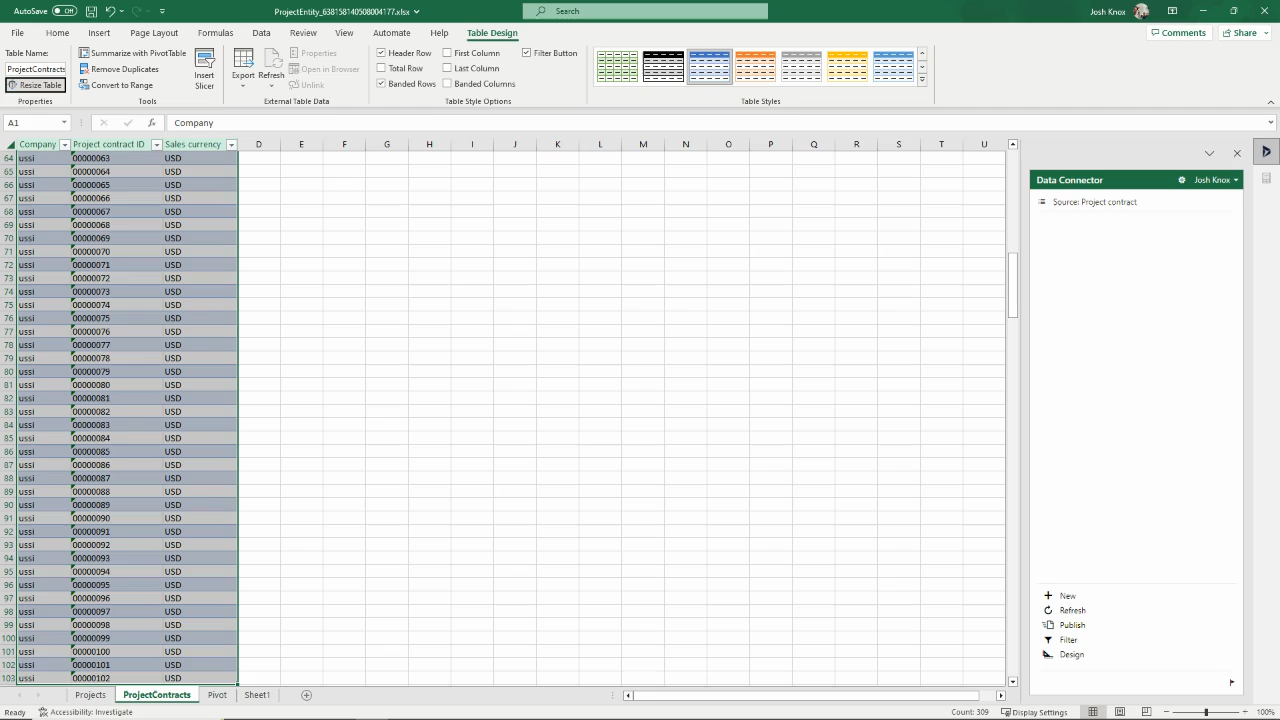 AutoSave Off ProjectEntity_638158140508004177.xlsx Search Josh Knox
File Home Insert Page Layout Formulas Data Review View Automate Help Table Design Comments Share
Table Name:
ProjectContracts
Resize Table
Properties
Summarize with PivotTable
Remove Duplicates
Convert to Range
Tools
Insert
Slicer
Export
Refresh
Properties
Open in Browser
Unlink
External Table Data
Header Row First Column Filter Button
Total Row Last Column
Banded Rows Banded Columns
Table Style Options
Table Styles
A1 fx Company
Company Project contract ID Sales currency D E F G H I J K L M N O P Q R S T U
64 ussi 00000063 USD
65 ussi 00000064 USD
66 ussi 00000065 USD
67 ussi 00000066 USD
68 ussi 00000067 USD
69 ussi 00000068 USD
70 ussi 00000069 USD
71 ussi 00000070 USD
72 ussi 00000071 USD
73 ussi 00000072 USD
74 ussi 00000073 USD
75 ussi 00000074 USD
76 ussi 00000075 USD
77 ussi 00000076 USD
78 ussi 00000077 USD
79 ussi 00000078 USD
80 ussi 00000079 USD
81 ussi 00000080 USD
82 ussi 00000081 USD
83 ussi 00000082 USD
84 ussi 00000083 USD
85 ussi 00000084 USD
86 ussi 00000085 USD
87 ussi 00000086 USD
88 ussi 00000087 USD
89 ussi 00000088 USD
90 ussi 00000089 USD
91 ussi 00000090 USD
92 ussi 00000091 USD
93 ussi 00000092 USD
94 ussi 00000093 USD
95 ussi 00000094 USD
96 ussi 00000095 USD
97 ussi 00000096 USD
98 ussi 00000097 USD
99 ussi 00000098 USD
100 ussi 00000099 USD
101 ussi 00000100 USD
102 ussi 00000101 USD
103 ussi 00000102 USD
Data Connector Josh Knox
Source: Project contract
New
Refresh
Publish
Filter
Design
Projects ProjectContracts Pivot Sheet1
Ready Accessibility: Investigate Count: 309 Display Settings 100%